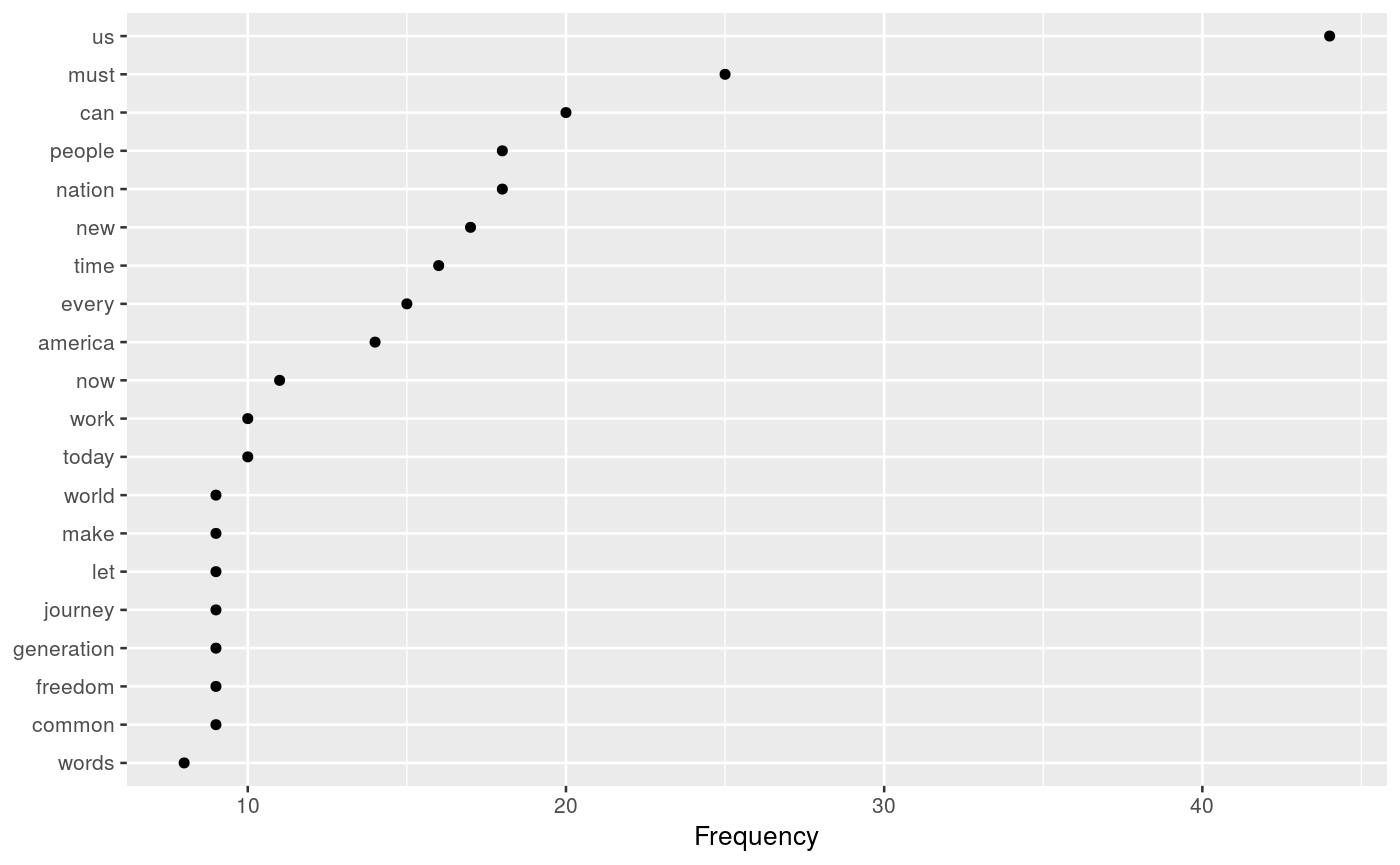 us
must
can
people
nation
new
time
every
america
now
work
today
world
make
let
journey
generation
freedom
common
words
10 20 30 40
Frequency